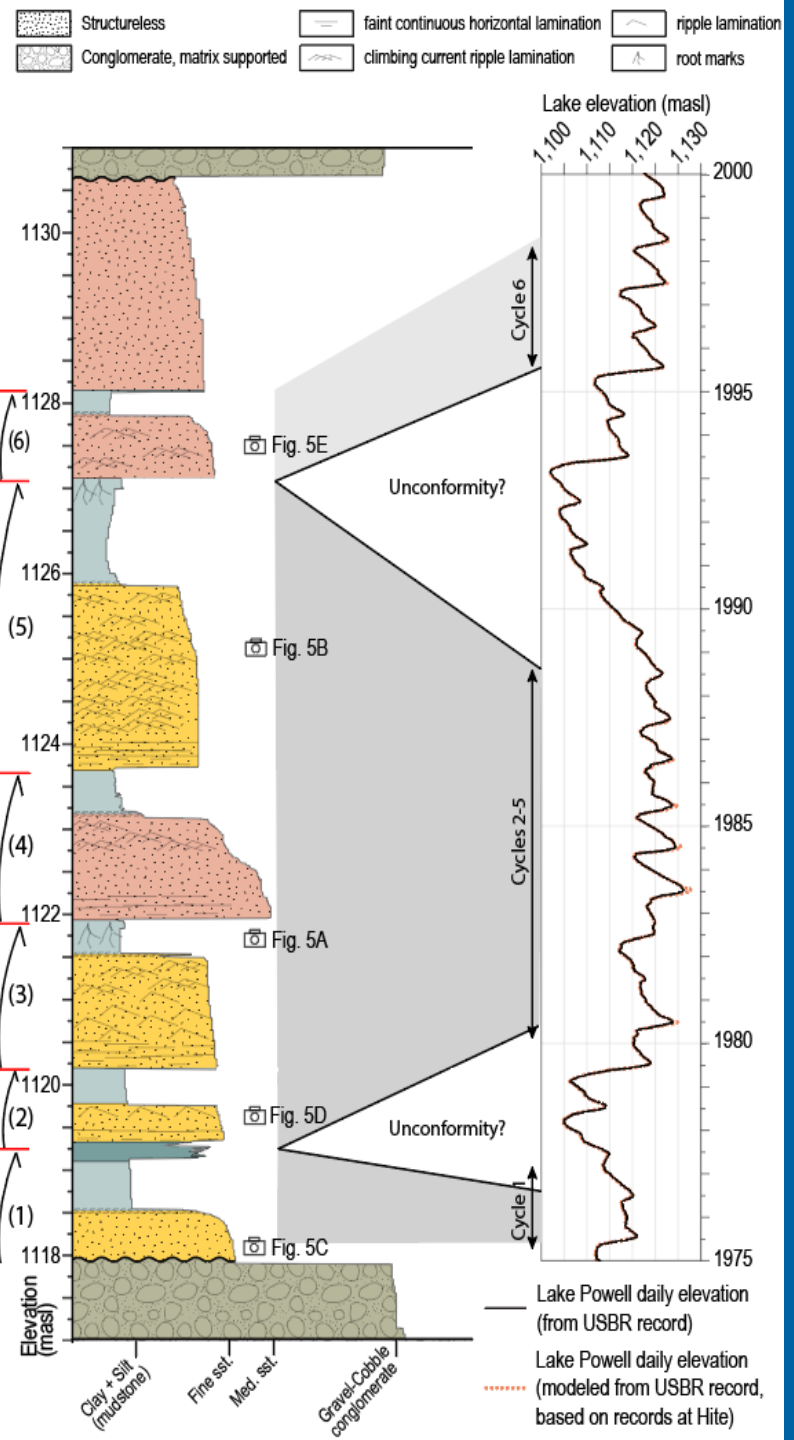 Structureless
faint continuous horizontal lamination
ripple lamination
Conglomerate, matrix supported
climbing current ripple lamination
root marks
Lake elevation (masl)
1,100
1,110
1,120
1,130
2000
1995
1990
1985
1980
1975
1130
1128
1126
1124
1122
1120
1118
Elevation
(masl)
(6)
(5)
(4)
(3)
(2)
(1)
Fig. 5E
Fig. 5B
Fig. 5A
Fig. 5D
Fig. 5C
Cycle 6
Unconformity?
Cycles 2-5
Unconformity?
Cycle 1
Clay + Silt
(mudstone)
Fine sst.
Med. sst.
Gravel-Cobble
conglomerate
Lake Powell daily elevation
(from USBR record)
Lake Powell daily elevation
(modeled from USBR record,
based on records at Hite)